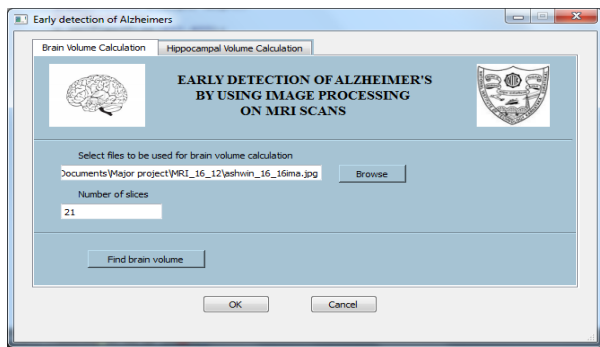 Early detection of Alzheimers
Brain Volume Calculation
Hippocampal Volume Calculation
EARLY DETECTION OF ALZHEIMER'S
BY USING IMAGE PROCESSING
ON MRI SCANS
Select files to be used for brain volume calculation
Documents\Major project\MRI_16_12\ashwin_16_16ima.jpg
Browse
Number of slices
21
Find brain volume
OK
Cancel